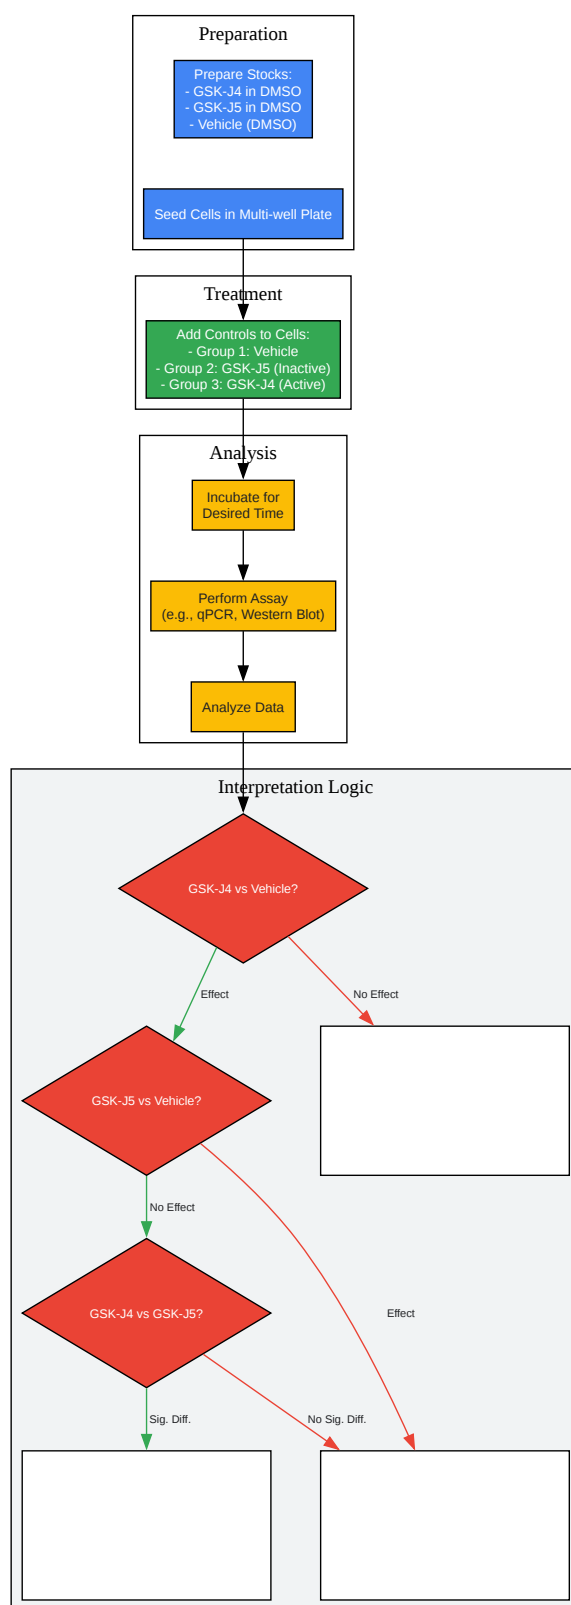 Preparation
Prepare Stocks:
- GSK-J4 in DMSO
- GSK-J5 in DMSO
- Vehicle (DMSO)
Seed Cells in Multi-well Plate
Treatment
Add Controls to Cells:
- Group 1: Vehicle
- Group 2: GSK-J5 (Inactive)
- Group 3: GSK-J4 (Active)
Analysis
Incubate for
Desired Time
Perform Assay
(e.g., qPCR, Western Blot)
Analyze Data
Interpretation Logic
GSK-J4 vs Vehicle?
Effect
No Effect
GSK-J5 vs Vehicle?
No Effect
Effect
GSK-J4 vs GSK-J5?
Sig. Diff.
No Sig. Diff.